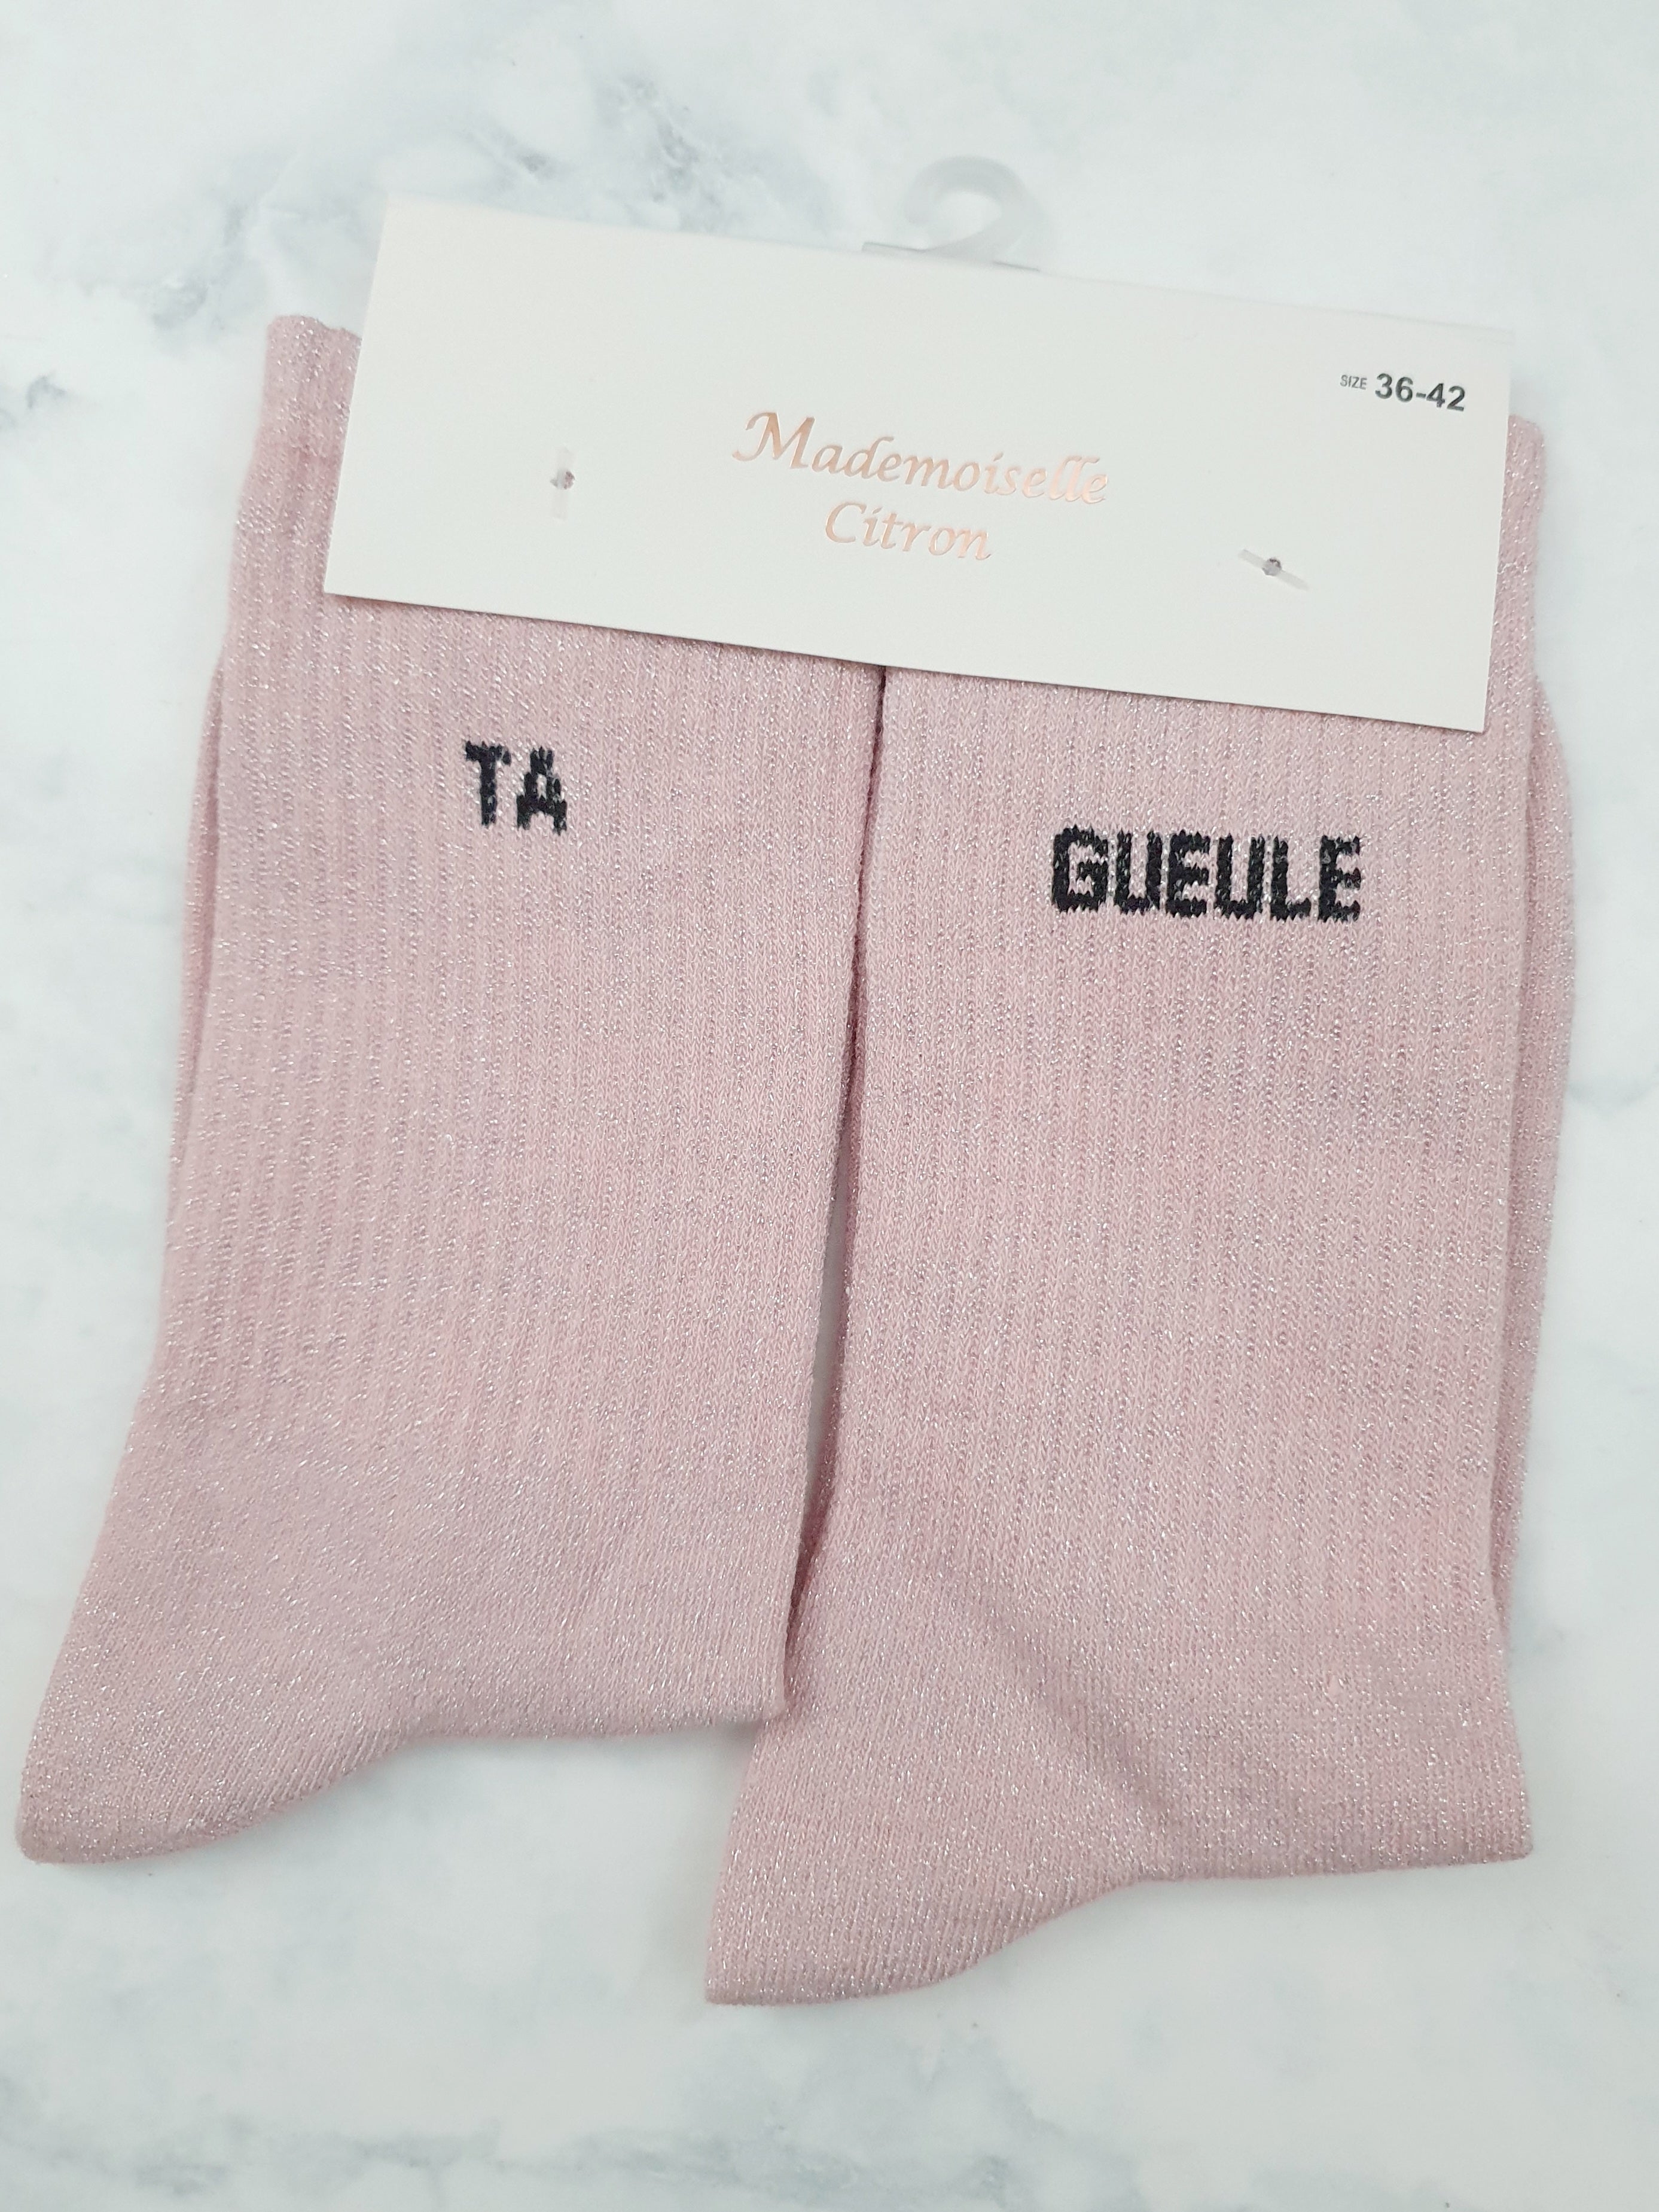 SIZE 36-42
Mademoiselle
Citron
TA
GUEULE